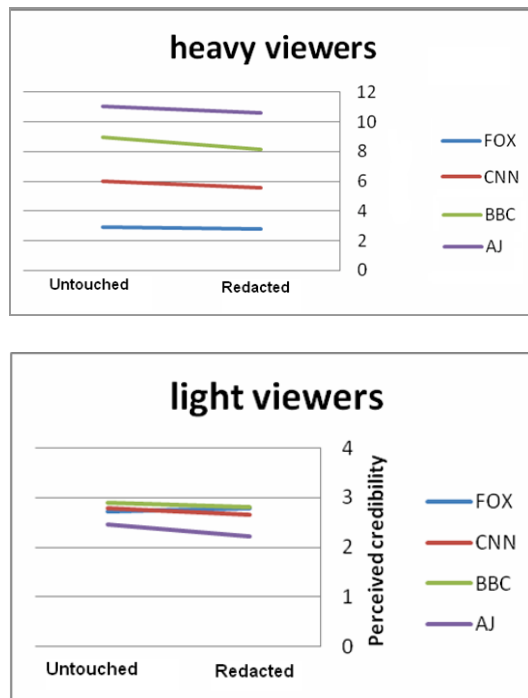 heavy viewers
12
10
8
6
4
2
0
FOX
CNN
BBC
AJ
Untouched Redacted
light viewers
4
3
2
1
0
Perceived credibility
FOX
CNN
BBC
AJ
Untouched Redacted